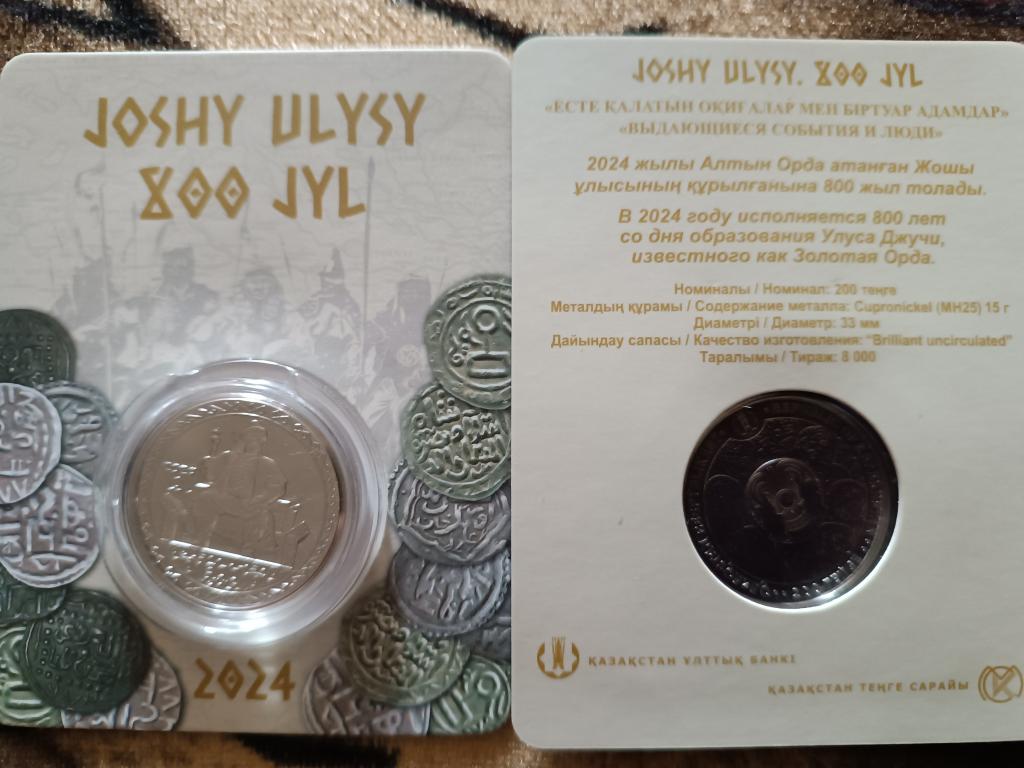 JOSHY ULYSY
800 JYL
2024
JOSHY ULYSY. 800 JYL
«ЕСТЕ ҚАЛАТЫН ОҚИҒАЛАР МЕН БІРТУАР АДАМДАР»
«ВЫДАЮЩИЕСЯ СОБЫТИЯ И ЛЮДИ»
2024 жылы Алтын Орда атанған Жошы
ұлысының құрылғанына 800 жыл толады.
В 2024 году исполняется 800 лет
со дня образования Улуса Джучи,
известного как Золотая Орда.
Номиналы / Номинал: 200 теңге
Металдың құрамы / Содержание металла: Cupronickel (МН25) 15 г
Диаметрі / Диаметр: 33 мм
Дайындау сапасы / Качество изготовления: "Brilliant uncirculated"
Таралымы / Тираж: 8 000
ҚАЗАҚСТАН ҰЛТТЫҚ БАНКІ
ҚАЗАҚСТАН ТЕҢГЕ САРАЙЫ